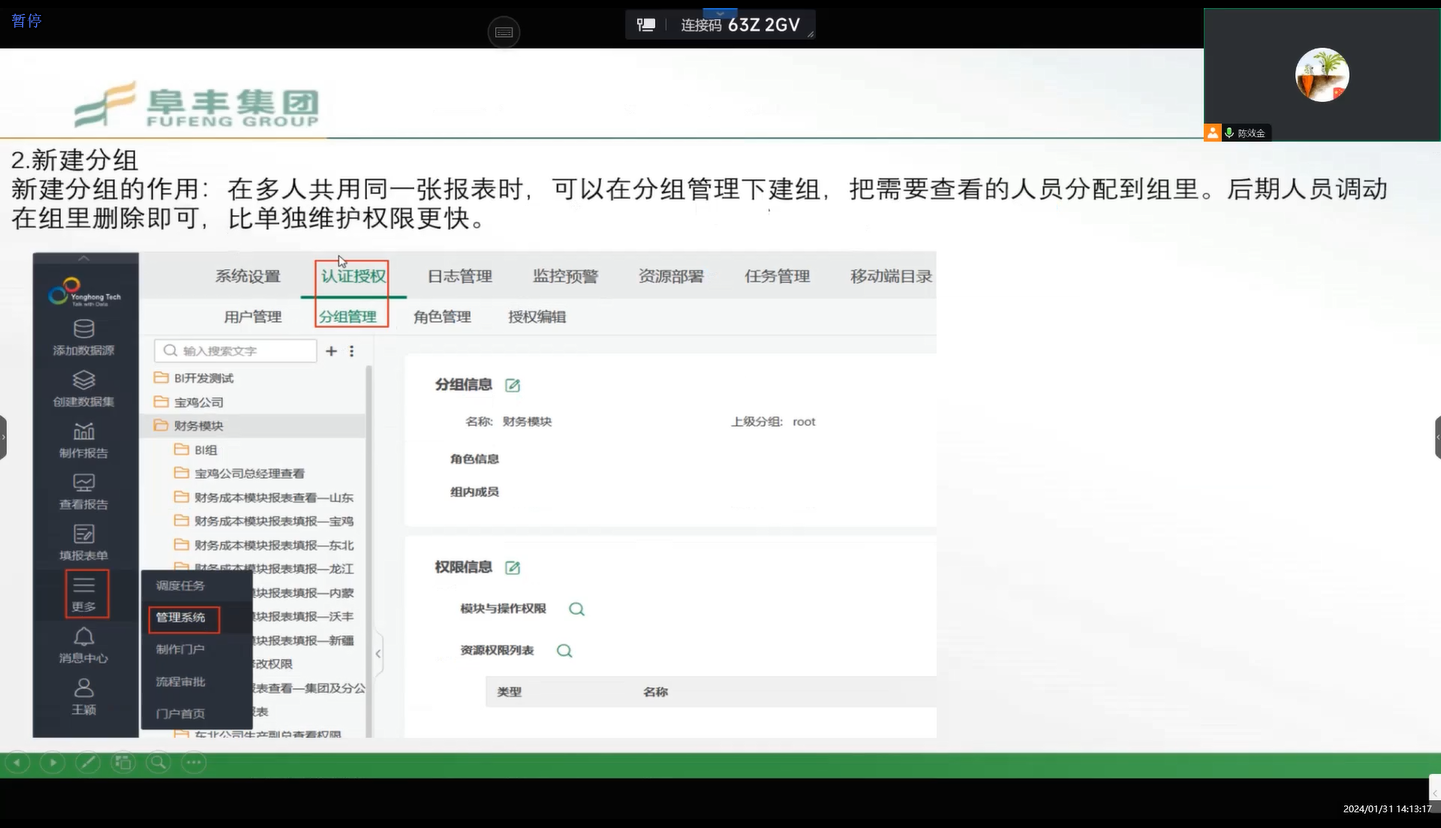 暂停
连接码 63Z 2GV
陈效金
阜丰集团
FUFENG GROUP
2.新建分组
新建分组的作用：在多人共用同一张报表时，可以在分组管理下建组，把需要查看的人员分配到组里。后期人员调动
在组里删除即可，比单独维护权限更快。
Yonghong Tech
Talk with Data
系统设置 认证授权 日志管理 监控预警 资源部署 任务管理 移动端目录
用户管理 分组管理 角色管理 授权编辑
添加数据源
创建数据集
制作报告
查看报告
填报表单
更多
消息中心
王颖
输入搜索文字
BI开发测试
宝鸡公司
财务模块
BI组
宝鸡公司总经理查看
财务成本模块报表查看—山东
财务成本模块报表填报—宝鸡
财务成本模块报表填报—东北
财务成本模块报表填报—龙江
模块报表填报—内蒙
模块报表填报—沃丰
模块报表填报—新疆
改权限
表查看—集团及分公
报表
东北公司生产副总查看权限
调度任务
管理系统
制作门户
流程审批
门户首页
分组信息
名称: 财务模块 上级分组: root
角色信息
组内成员
权限信息
模块与操作权限
资源权限列表
类型 名称
2024/01/31 14:13:17